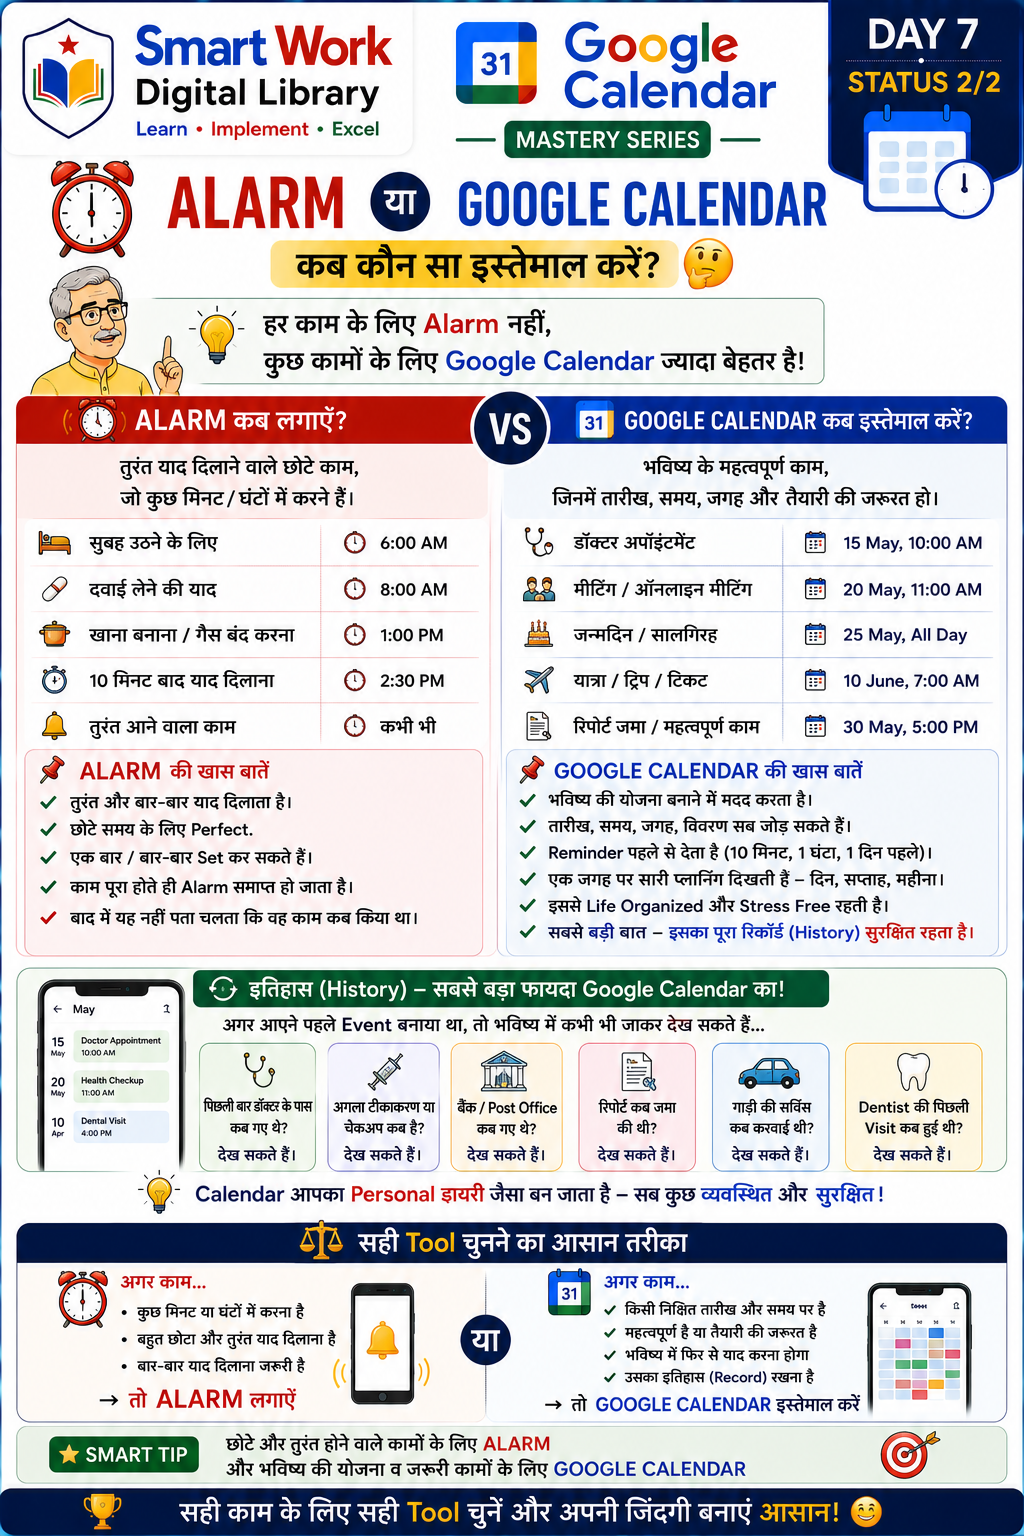 Smart Work
Digital Library
Learn • Implement • Excel
31
Google
Calendar
MASTERY SERIES
DAY 7
STATUS 2/2
ALARM या GOOGLE CALENDAR
कब कौन सा इस्तेमाल करें?
हर काम के लिए Alarm नहीं,
कुछ कामों के लिए Google Calendar ज्यादा बेहतर है!
ALARM कब लगाएँ?
VS
31
GOOGLE CALENDAR कब इस्तेमाल करें?
तुरंत याद दिलाने वाले छोटे काम,
जो कुछ मिनट / घंटों में करने हैं।
सुबह उठने के लिए 6:00 AM
दवाई लेने की याद 8:00 AM
खाना बनाना / गैस बंद करना 1:00 PM
10 मिनट बाद याद दिलाना 2:30 PM
तुरंत आने वाला काम कभी भी
भविष्य के महत्वपूर्ण काम,
जिनमें तारीख, समय, जगह और तैयारी की जरूरत हो।
डॉक्टर अपॉइंटमेंट 15 May, 10:00 AM
मीटिंग / ऑनलाइन मीटिंग 20 May, 11:00 AM
जन्मदिन / सालगिरह 25 May, All Day
यात्रा / ट्रिप / टिकट 10 June, 7:00 AM
रिपोर्ट जमा / महत्वपूर्ण काम 30 May, 5:00 PM
ALARM की खास बातें
तुरंत और बार-बार याद दिलाता है।
छोटे समय के लिए Perfect.
एक बार / बार-बार Set कर सकते हैं।
काम पूरा होते ही Alarm समाप्त हो जाता है।
बाद में यह नहीं पता चलता कि वह काम कब किया था।
GOOGLE CALENDAR की खास बातें
भविष्य की योजना बनाने में मदद करता है।
तारीख, समय, जगह, विवरण सब जोड़ सकते हैं।
Reminder पहले से देता है (10 मिनट, 1 घंटा, 1 दिन पहले)।
एक जगह पर सारी प्लानिंग दिखती हैं – दिन, सप्ताह, महीना।
इससे Life Organized और Stress Free रहती है।
सबसे बड़ी बात – इसका पूरा रिकॉर्ड (History) सुरक्षित रहता है।
May
15 May Doctor Appointment 10:00 AM
20 May Health Checkup 11:00 AM
10 Apr Dental Visit 4:00 PM
इतिहास (History) – सबसे बड़ा फायदा Google Calendar का!
अगर आपने पहले Event बनाया था, तो भविष्य में कभी भी जाकर देख सकते हैं...
पिछली बार डॉक्टर के पास
कब गए थे?
देख सकते हैं।
अगला टीकाकरण या
चेकअप कब है?
देख सकते हैं।
बैंक / Post Office
कब गए थे?
देख सकते हैं।
रिपोर्ट कब जमा
की थी?
देख सकते हैं।
गाड़ी की सर्विस
कब करवाई थी?
देख सकते हैं।
Dentist की पिछली
Visit कब हुई थी?
देख सकते हैं।
Calendar आपका Personal डायरी जैसा बन जाता है – सब कुछ व्यवस्थित और सुरक्षित!
सही Tool चुनने का आसान तरीका
अगर काम...
• कुछ मिनट या घंटों में करना है
• बहुत छोटा और तुरंत याद दिलाना है
• बार-बार याद दिलाना जरूरी है
→ तो ALARM लगाएं
या
31
अगर काम...
किसी निश्चित तारीख और समय पर है
महत्वपूर्ण है या तैयारी की जरूरत है
भविष्य में फिर से याद करना होगा
उसका इतिहास (Record) रखना है
→ तो GOOGLE CALENDAR इस्तेमाल करें
SMART TIP
छोटे और तुरंत होने वाले कामों के लिए ALARM
और भविष्य की योजना व जरूरी कामों के लिए GOOGLE CALENDAR
सही काम के लिए सही Tool चुनें और अपनी जिंदगी बनाएं आसान!